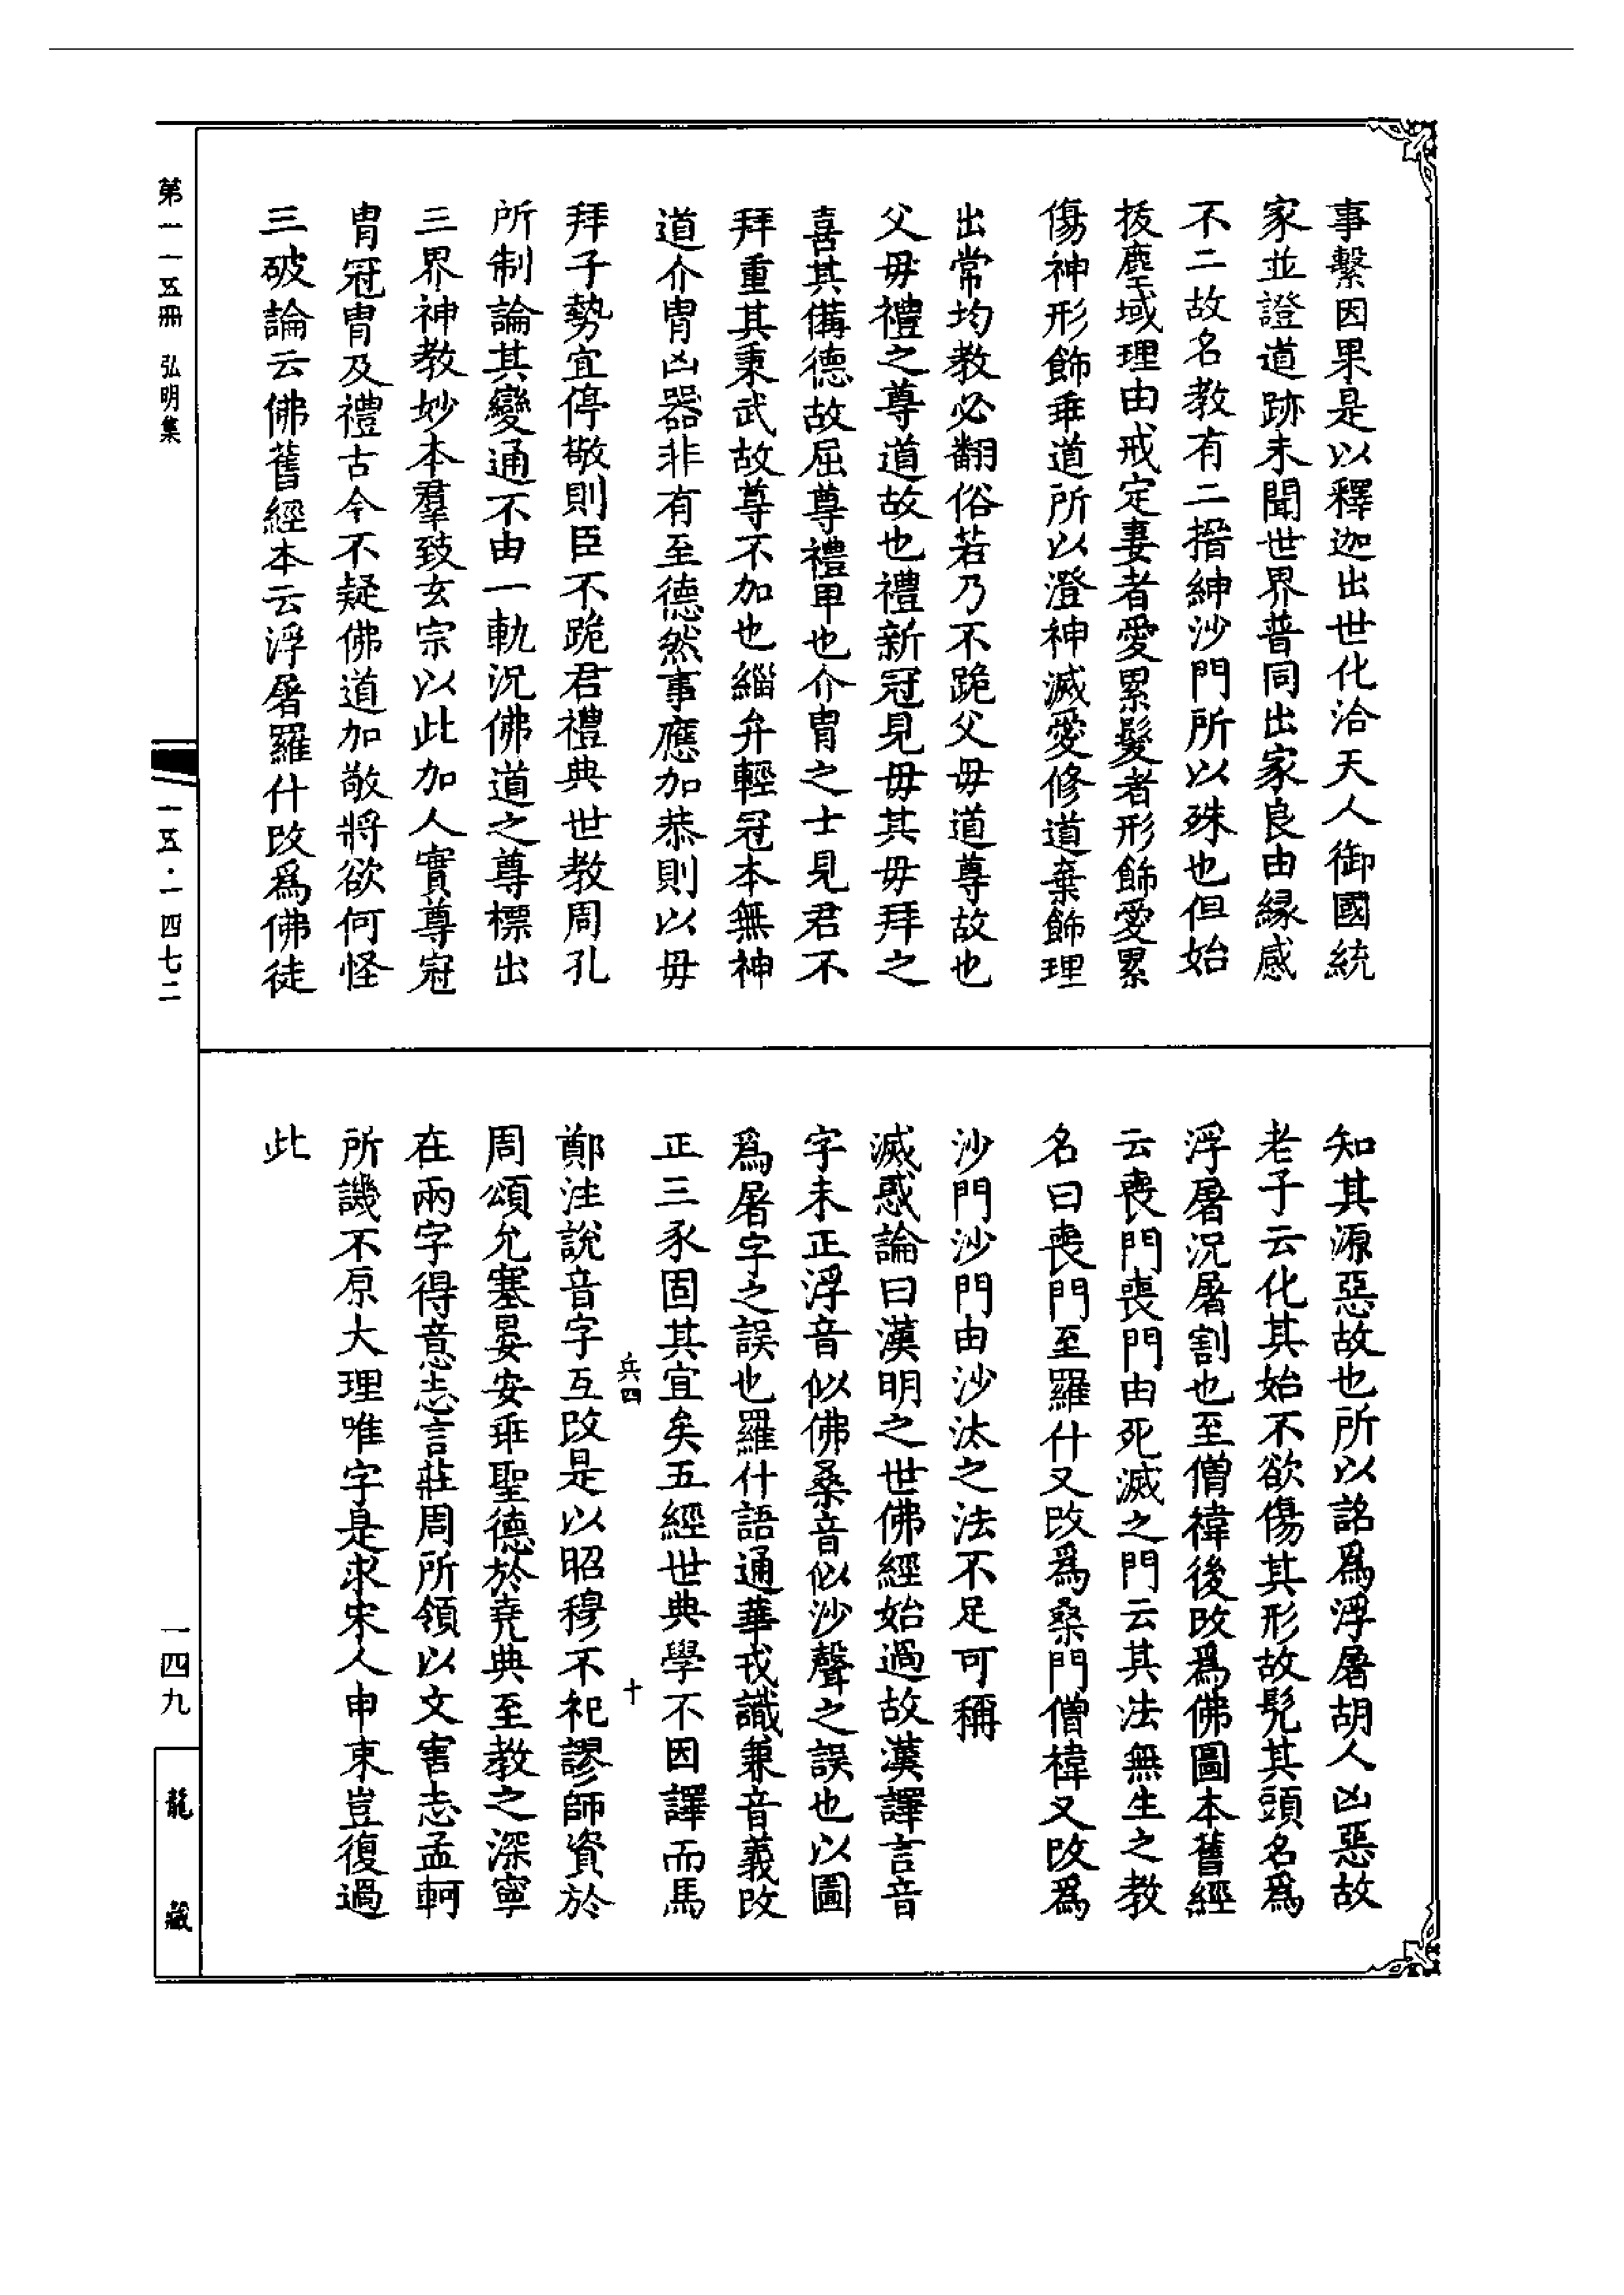 事繫因果是以釋迦出世化洽天人御國統
家並證道跡未聞世界普同出家良由緣感
不二故名教有二搢紳沙門所以殊也但始
拔塵域理由戒定妻者愛累髮者形飾愛累
傷神形飾乖道所以澄神滅愛修道棄飾理
出常均教必翻俗若乃不跪父毋道尊故也
父毋禮之尊道故也禮新冠見毋其毋拜之
喜其備德故屈尊禮卑也介胄之士見君不
拜重其秉武故尊不加也緇弁輕冠本無神
道介胄凶器非有至德然事應加恭則以毋
拜子勢宜停敬則臣不跪君禮典世教周孔
所制論其變通不由一軌況佛道之尊標出
三界神教妙本羣致玄宗以此加人實尊冠
胄冠胄及禮古今不疑佛道加敬將欲何怪
三破論云佛舊經本云浮屠羅什改爲佛徒
知其源惡故也所以詺爲浮屠胡人凶惡故
老子云化其始不欲傷其形故髡其頭名爲
浮屠況屠割也至僧禕後改爲佛圖本舊經
云喪門喪門由死滅之門云其法無生之教
名曰喪門至羅什又改爲桑門僧禕又改爲
沙門沙門由沙汰之法不足可稱
滅惑論曰漢明之世佛經始過故漢譯言音
字未正浮音似佛桑音似沙聲之誤也以圖
爲屠字之誤也羅什語通華戎識兼音義改
正三豕固其宜矣五經世典學不因譯而馬
兵四 十
鄭注說音字互改是以昭穆不祀謬師資於
周頌允塞晏安乖聖德於堯典至教之深寧
在兩字得意忘言莊周所領以文害志孟軻
所譏不原大理唯字是求宋人申束豈復過
此
第一一五冊 弘明集
一五·一四七二
一四九
龍藏